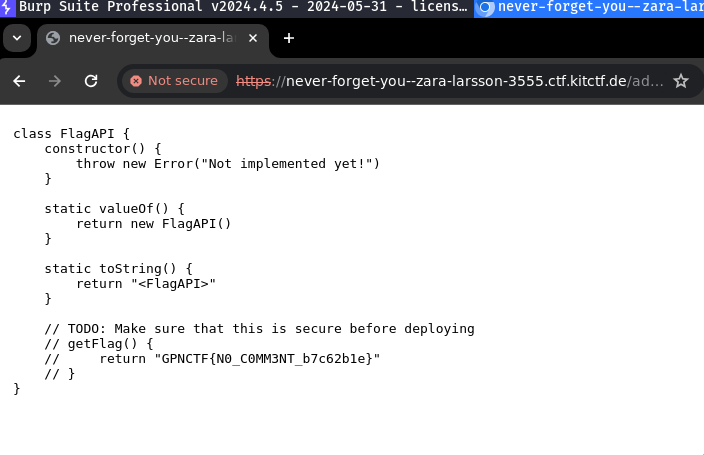 Burp Suite Professional v2024.4.5 - 2024-05-31 - licens… never-forget-you--zara-lar
never-forget-you--zara-la
Not secure https://never-forget-you--zara-larsson-3555.ctf.kitctf.de/ad…
class FlagAPI {
    constructor() {
        throw new Error("Not implemented yet!")
    }
    static valueOf() {
        return new FlagAPI()
    }
    static toString() {
        return "<FlagAPI>"
    }
    // TODO: Make sure that this is secure before deploying
    // getFlag() {
    //     return "GPNCTF{N0_C0MM3NT_b7c62b1e}"
    // }
}